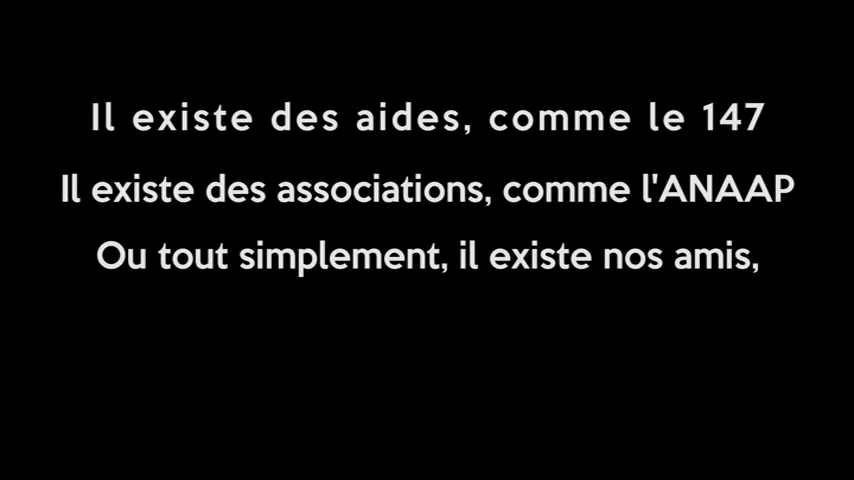 Il existe des aides, comme le 147
Il existe des associations, comme l'ANAAP
Ou tout simplement, il existe nos amis,